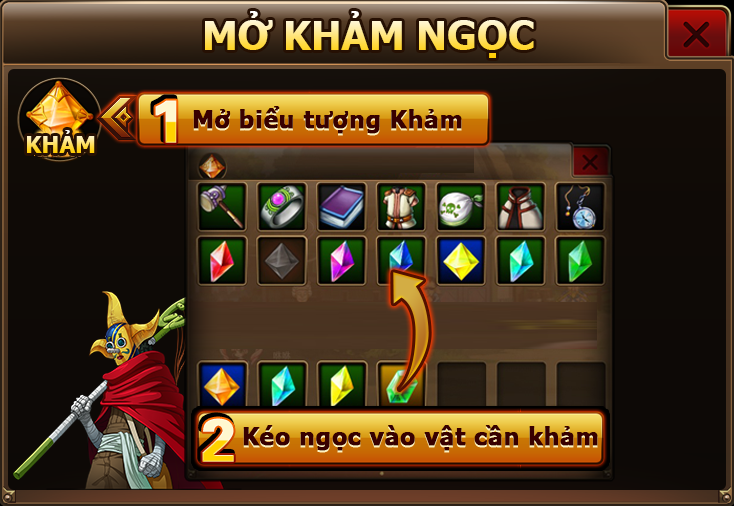 MỞ KHẢM NGỌC
1 Mở biểu tượng Khảm
KHẢM
2 Kéo ngọc vào vật cần khảm